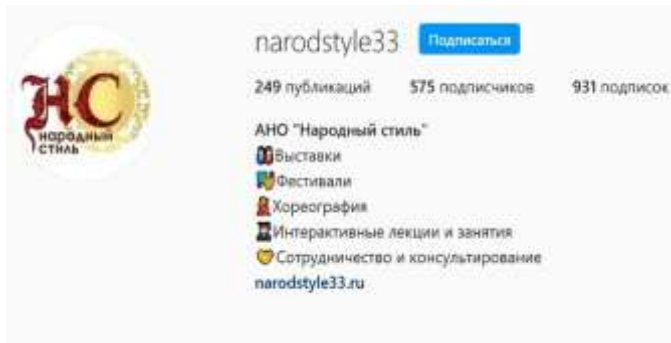 НС
народный
стиль
narodstyle33 Подписаться
249 публикаций 575 подписчиков 931 подписок
АНО "Народный стиль"
Выставки
Фестивали
Хореография
Интерактивные лекции и занятия
Сотрудничество и консультирование
narodstyle33.ru